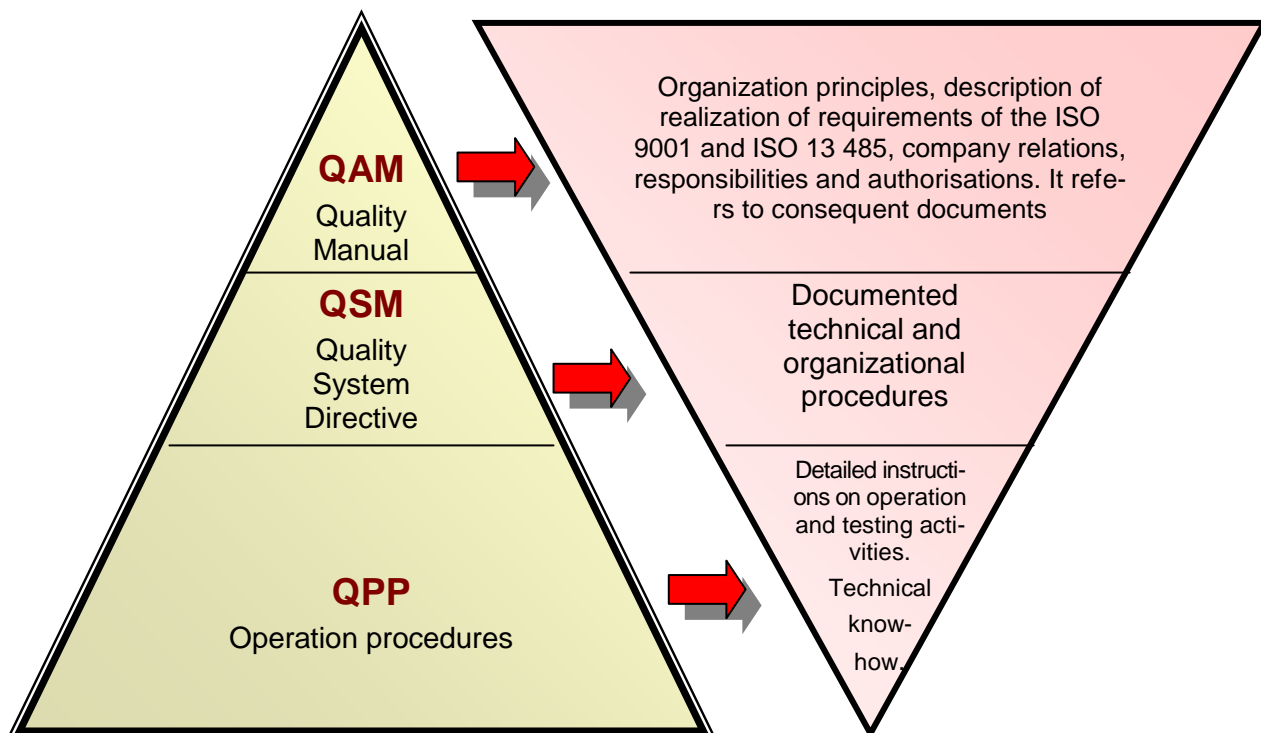 QAM
Quality
Manual
Organization principles, description of
realization of requirements of the ISO
9001 and ISO 13 485, company relations,
responsibilities and authorisations. It refe-
rs to consequent documents
QSM
Quality
System
Directive
Documented
technical and
organizational
procedures
QPP
Operation procedures
Detailed instructi-
ons on operation
and testing acti-
vities.
Technical
know-
how.